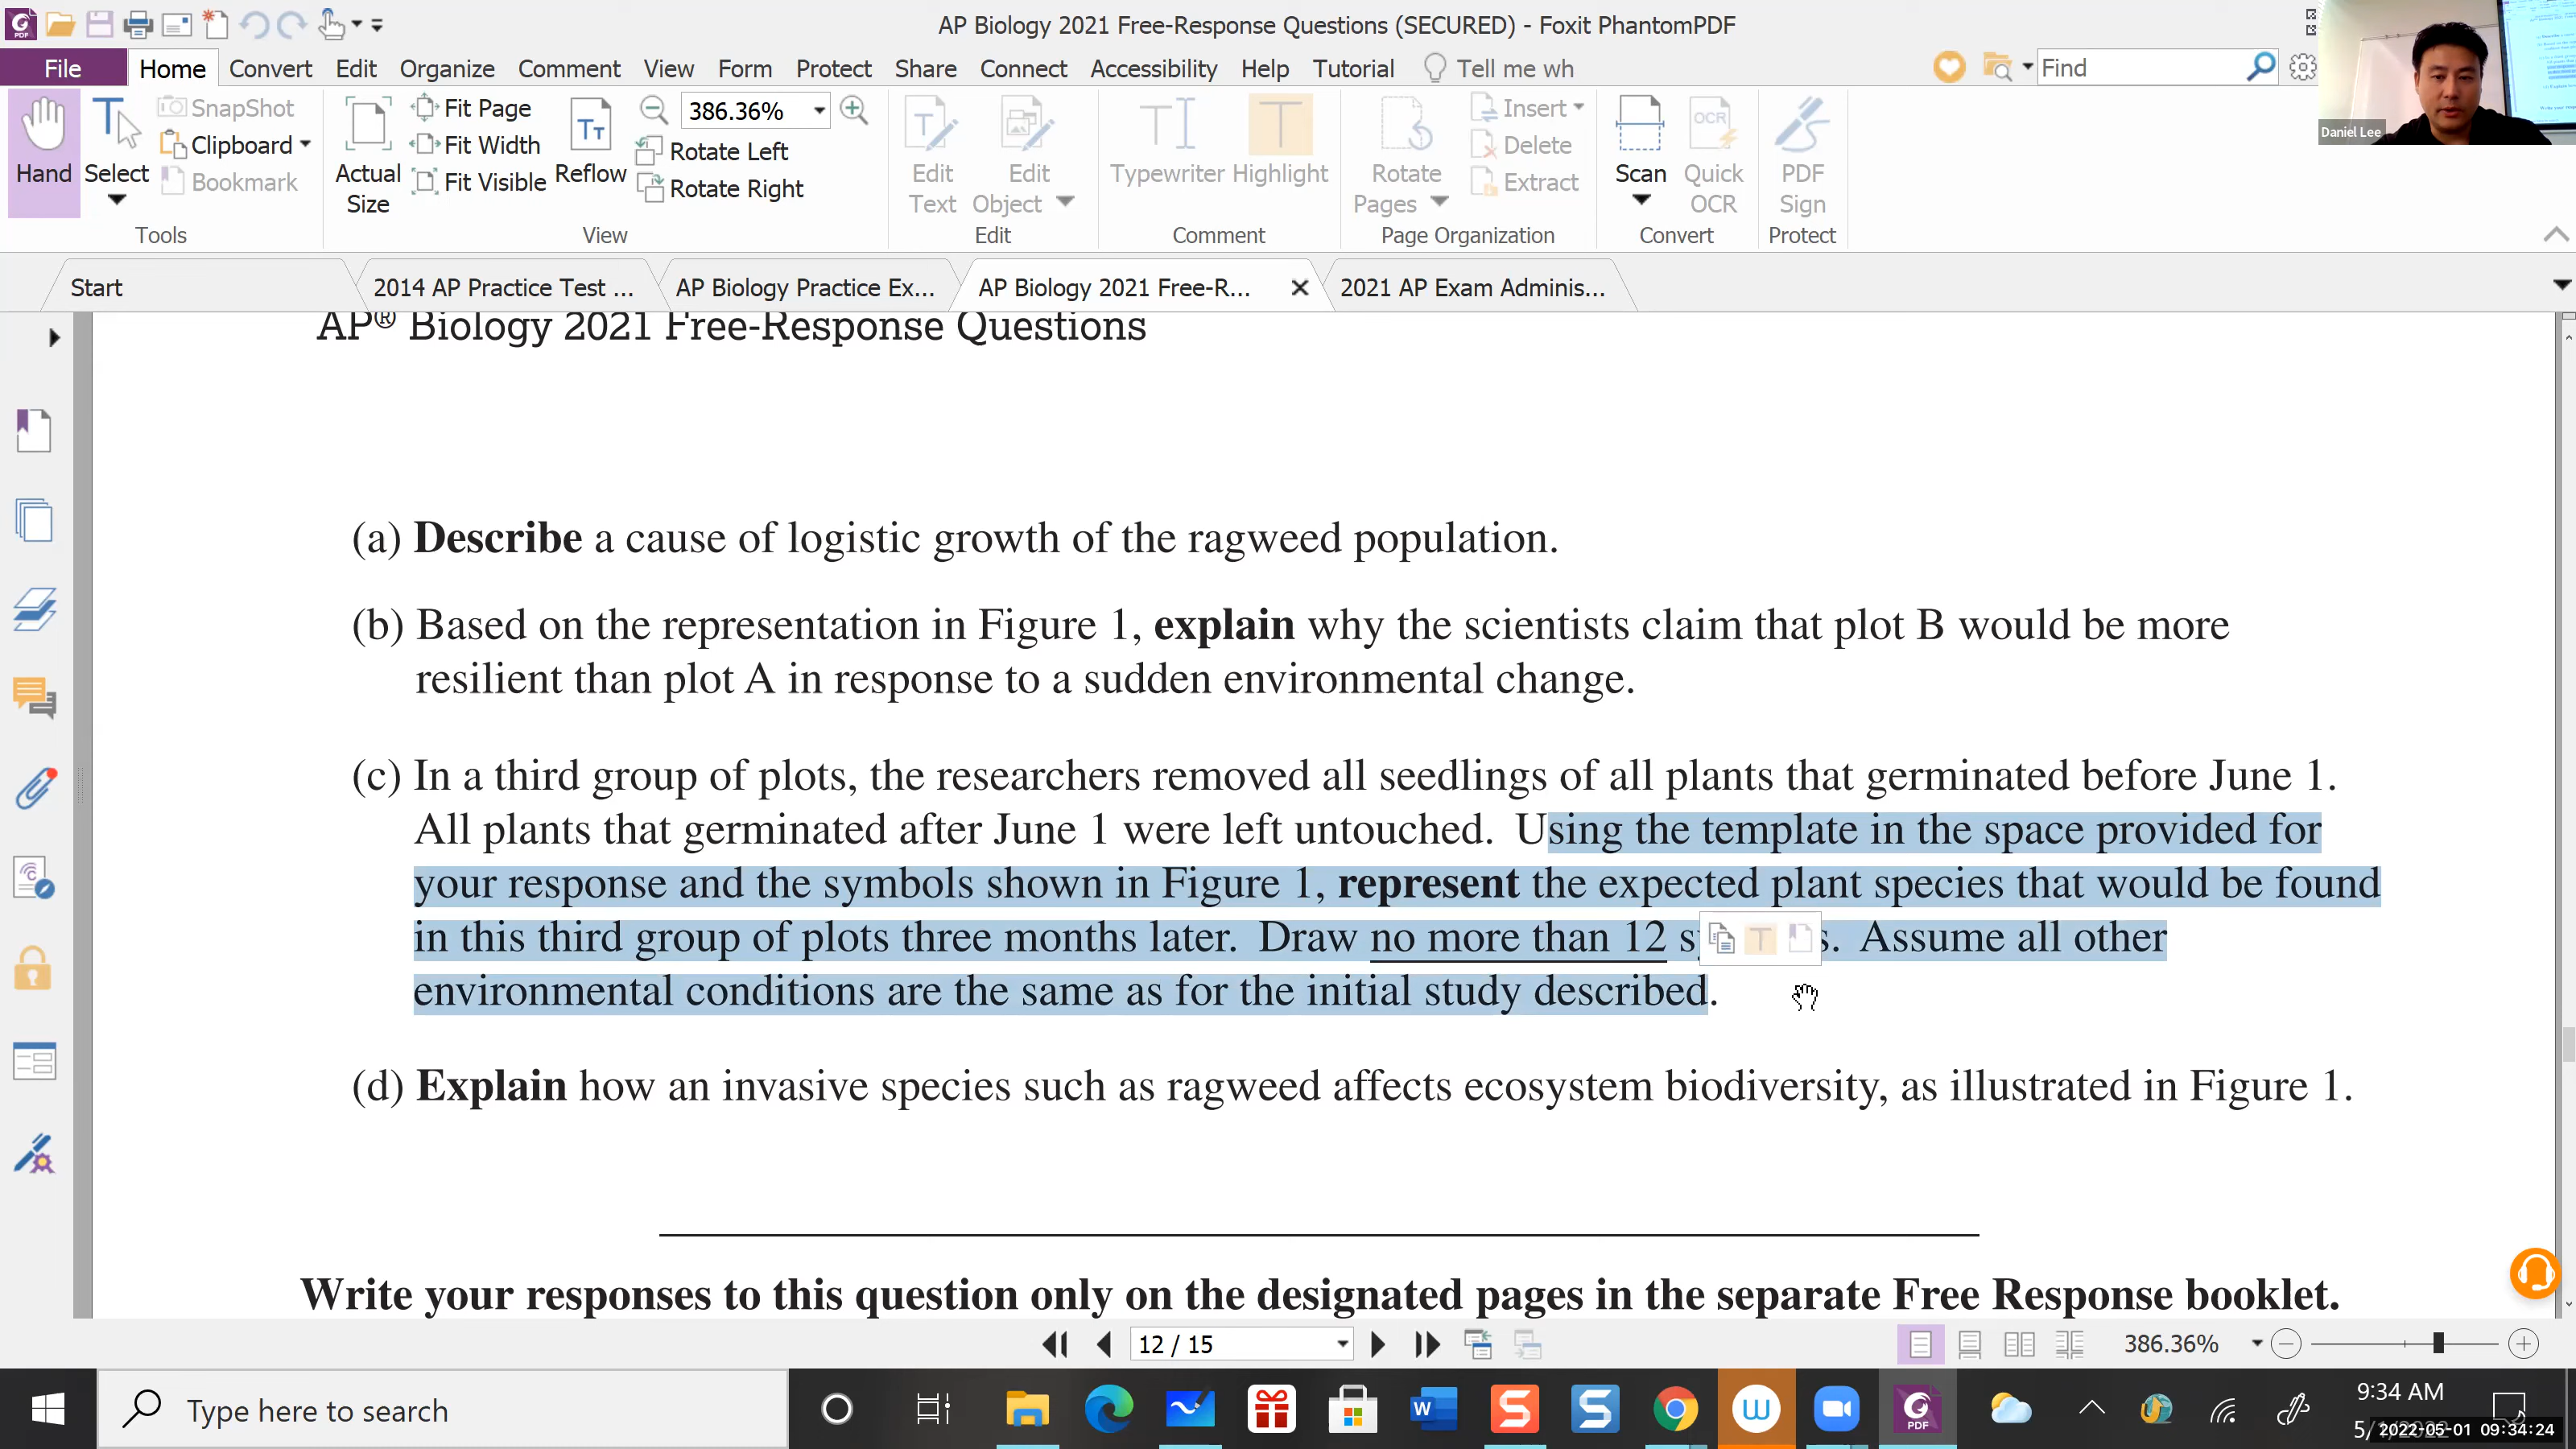 AP Biology 2021 Free-Response Questions (SECURED) - Foxit PhantomPDF
File Home Convert Edit Organize Comment View Form Protect Share Connect Accessibility Help Tutorial Tell me wh Find
Daniel Lee
Hand Select SnapShot Clipboard Bookmark
Actual Size Fit Page Fit Width Fit Visible Reflow 386.36% Rotate Left Rotate Right
Edit Text Edit Object Typewriter Highlight Rotate Pages Insert Delete Extract Scan Quick OCR PDF Sign
Tools View Edit Comment Page Organization Convert Protect
Start 2014 AP Practice Test ... AP Biology Practice Ex... AP Biology 2021 Free-R... 2021 AP Exam Adminis...
AP® Biology 2021 Free-Response Questions
(a) Describe a cause of logistic growth of the ragweed population.
(b) Based on the representation in Figure 1, explain why the scientists claim that plot B would be more
resilient than plot A in response to a sudden environmental change.
(c) In a third group of plots, the researchers removed all seedlings of all plants that germinated before June 1.
All plants that germinated after June 1 were left untouched. Using the template in the space provided for
your response and the symbols shown in Figure 1, represent the expected plant species that would be found
in this third group of plots three months later. Draw no more than 12 s. Assume all other
environmental conditions are the same as for the initial study described.
(d) Explain how an invasive species such as ragweed affects ecosystem biodiversity, as illustrated in Figure 1.
Write your responses to this question only on the designated pages in the separate Free Response booklet.
12 / 15 386.36%
Type here to search
9:34 AM
2022-05-01 09:34:24